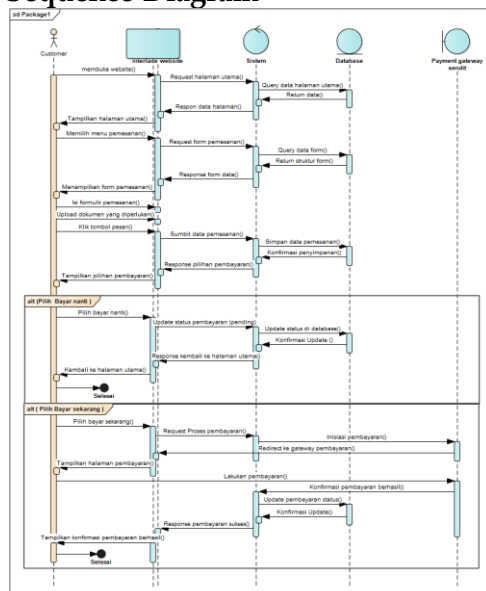 Sequence Diagram
sd Package1
Customer
Interface website
Sistem
Database
Payment gateway
xendit
membuka website()
Request halaman utama()
Query data halaman utama()
Return data()
Respon data halaman()
Tampilkan halaman utama()
Memilih menu pemesanan()
Request form pemesanan()
Query data form()
Return struktur form()
Response form data()
Menampilkan form pemesanan()
Isi formulir pemesanan()
Upload dokumen yang diperlukan()
Klik tombol pesan()
Sumbit data pemesanan()
Simpan data pemesanan()
Konfirmasi penyimpanan()
Response pilihan pembayaran()
Tampilkan pilihan pembayaran()
alt (Pilih Bayar nanti )
Pilih bayar nanti()
Update status pembayaran (pending)
Update status di database()
Konfirmasi Update ()
Response kembali ke halaman utama()
Kembali ke halaman utama()
Selesai
alt ( Pilih Bayar sekarang )
Pilih bayar sekarang()
Request Proses pembayaran()
Inisiasi pembayaran()
Redirect ke gateway pembayaran()
Tampilkan halaman pembayaran()
Lakukan pembayaran()
Konfirmasi pembayaran berhasil()
Update pembayaran status()
Konfirmasi Update()
Response pembayaran sukses()
Tampilkan konfirmasi pembayaran berhasil()
Selesai